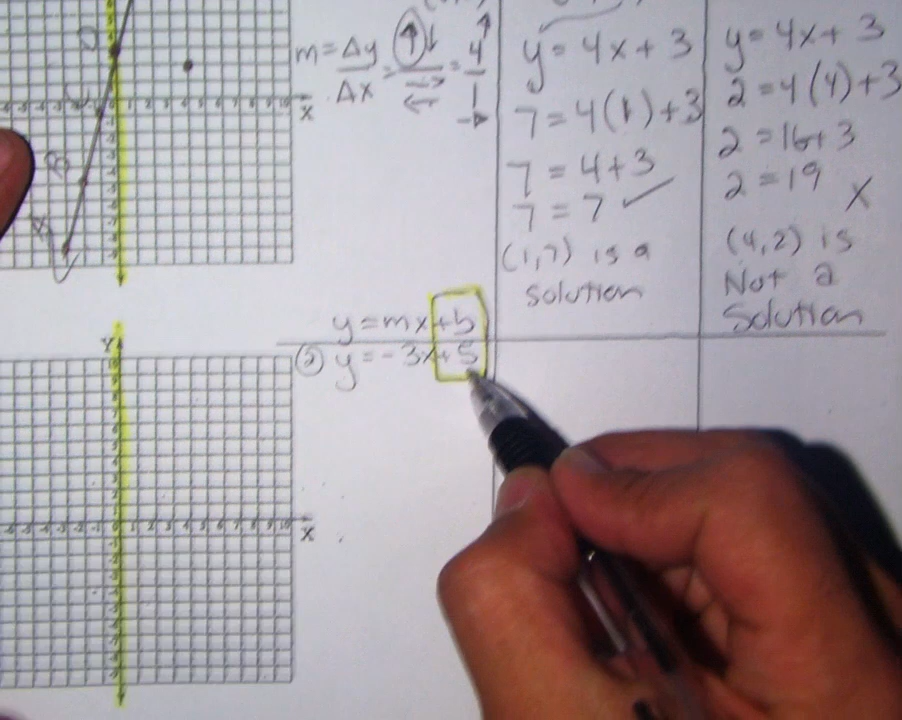 m = Δy/Δx = ↑↓/→← = 4↑/1→
y = 4x + 3
7 = 4(1) + 3
7 = 4 + 3
7 = 7 ✓
(1,7) is a
solution
y = 4x + 3
2 = 4(4) + 3
2 = 16 + 3
2 = 19 X
(4,2) is
Not a
Solution
y = mx + b
② y = -3x + 5
X
Y
X